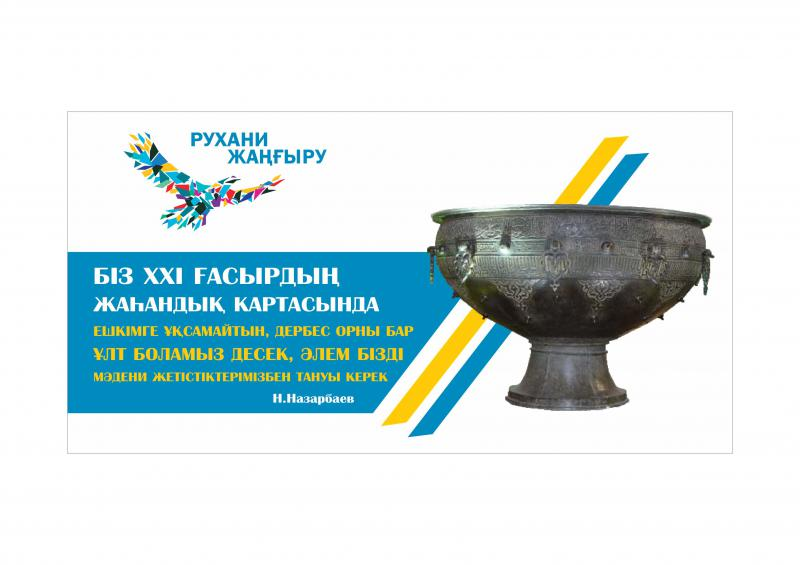 РУХАНИ
ЖАҢҒЫРУ
БІЗ XXI ҒАСЫРДЫҢ
ЖАҺАНДЫҚ КАРТАСЫНДА
ЕШКІМГЕ ҰҚСАМАЙТЫН, ДЕРБЕС ОРНЫ БАР
ҰЛТ БОЛАМЫЗ ДЕСЕК, ӘЛЕМ БІЗДІ
МӘДЕНИ ЖЕТІСТІКТЕРІМІЗБЕН ТАНУЫ КЕРЕК
Н.Назарбаев